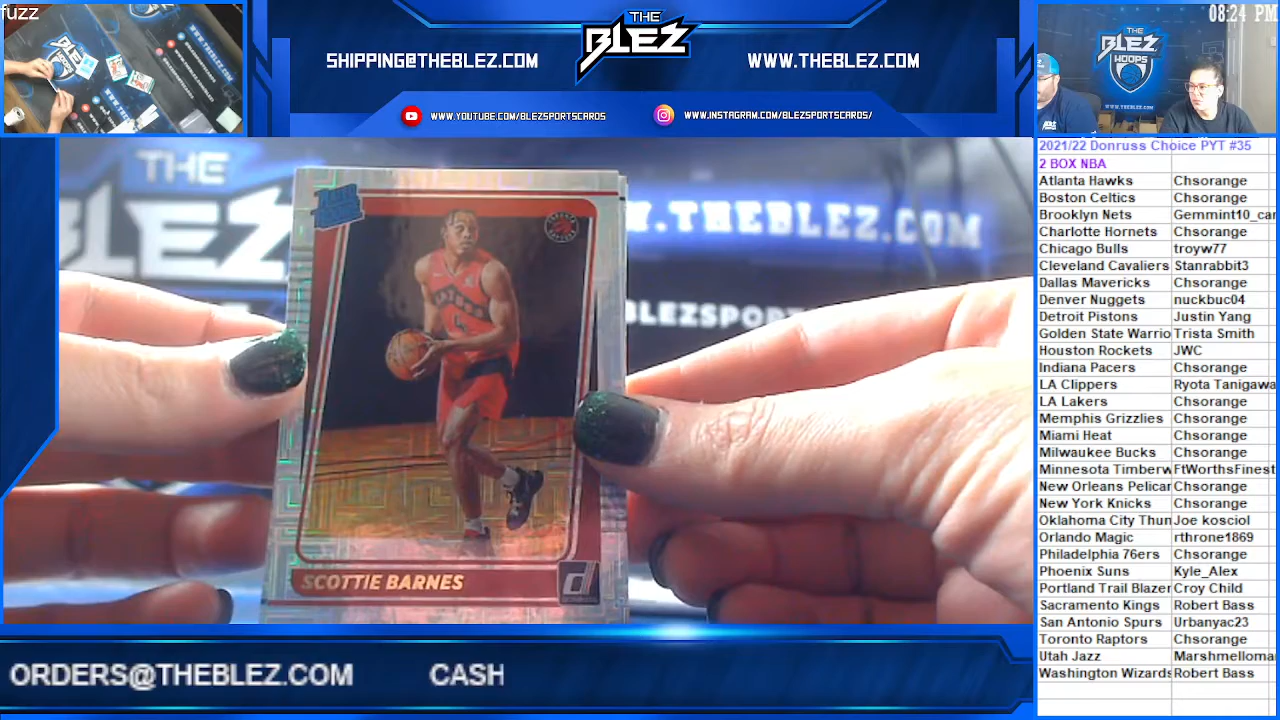 fuzz
SHIPPING@THEBLEZ.COM
THE
BLEZ
WWW.THEBLEZ.COM
WWW.YOUTUBE.COM/BLEZSPORTSCARDS
WWW.INSTAGRAM.COM/BLEZSPORTSCARDS/
08:24 PM
THE
BLEZ
HOOPS
2021/22 Donruss Choice PYT #35
2 BOX NBA
Atlanta Hawks Chsorange
Boston Celtics Chsorange
Brooklyn Nets Gemmint10_car
Charlotte Hornets Chsorange
Chicago Bulls troyw77
Cleveland Cavaliers Stanrabbit3
Dallas Mavericks Chsorange
Denver Nuggets nuckbuc04
Detroit Pistons Justin Yang
Golden State Warrio Trista Smith
Houston Rockets JWC
Indiana Pacers Chsorange
LA Clippers Ryota Tanigawa
LA Lakers Chsorange
Memphis Grizzlies Chsorange
Miami Heat Chsorange
Milwaukee Bucks Chsorange
Minnesota Timberw FtWorthsFinest
New Orleans Pelicar Chsorange
New York Knicks Chsorange
Oklahoma City Thun Joe kosciol
Orlando Magic rthrone1869
Philadelphia 76ers Chsorange
Phoenix Suns Kyle_Alex
Portland Trail Blazer Croy Child
Sacramento Kings Robert Bass
San Antonio Spurs Urbanyac23
Toronto Raptors Chsorange
Utah Jazz Marshmelloma
Washington Wizards Robert Bass
THE
BLEZ
W.THEBLEZ.COM
BLEZSPOR
SCOTTIE BARNES
ORDERS@THEBLEZ.COM CASH